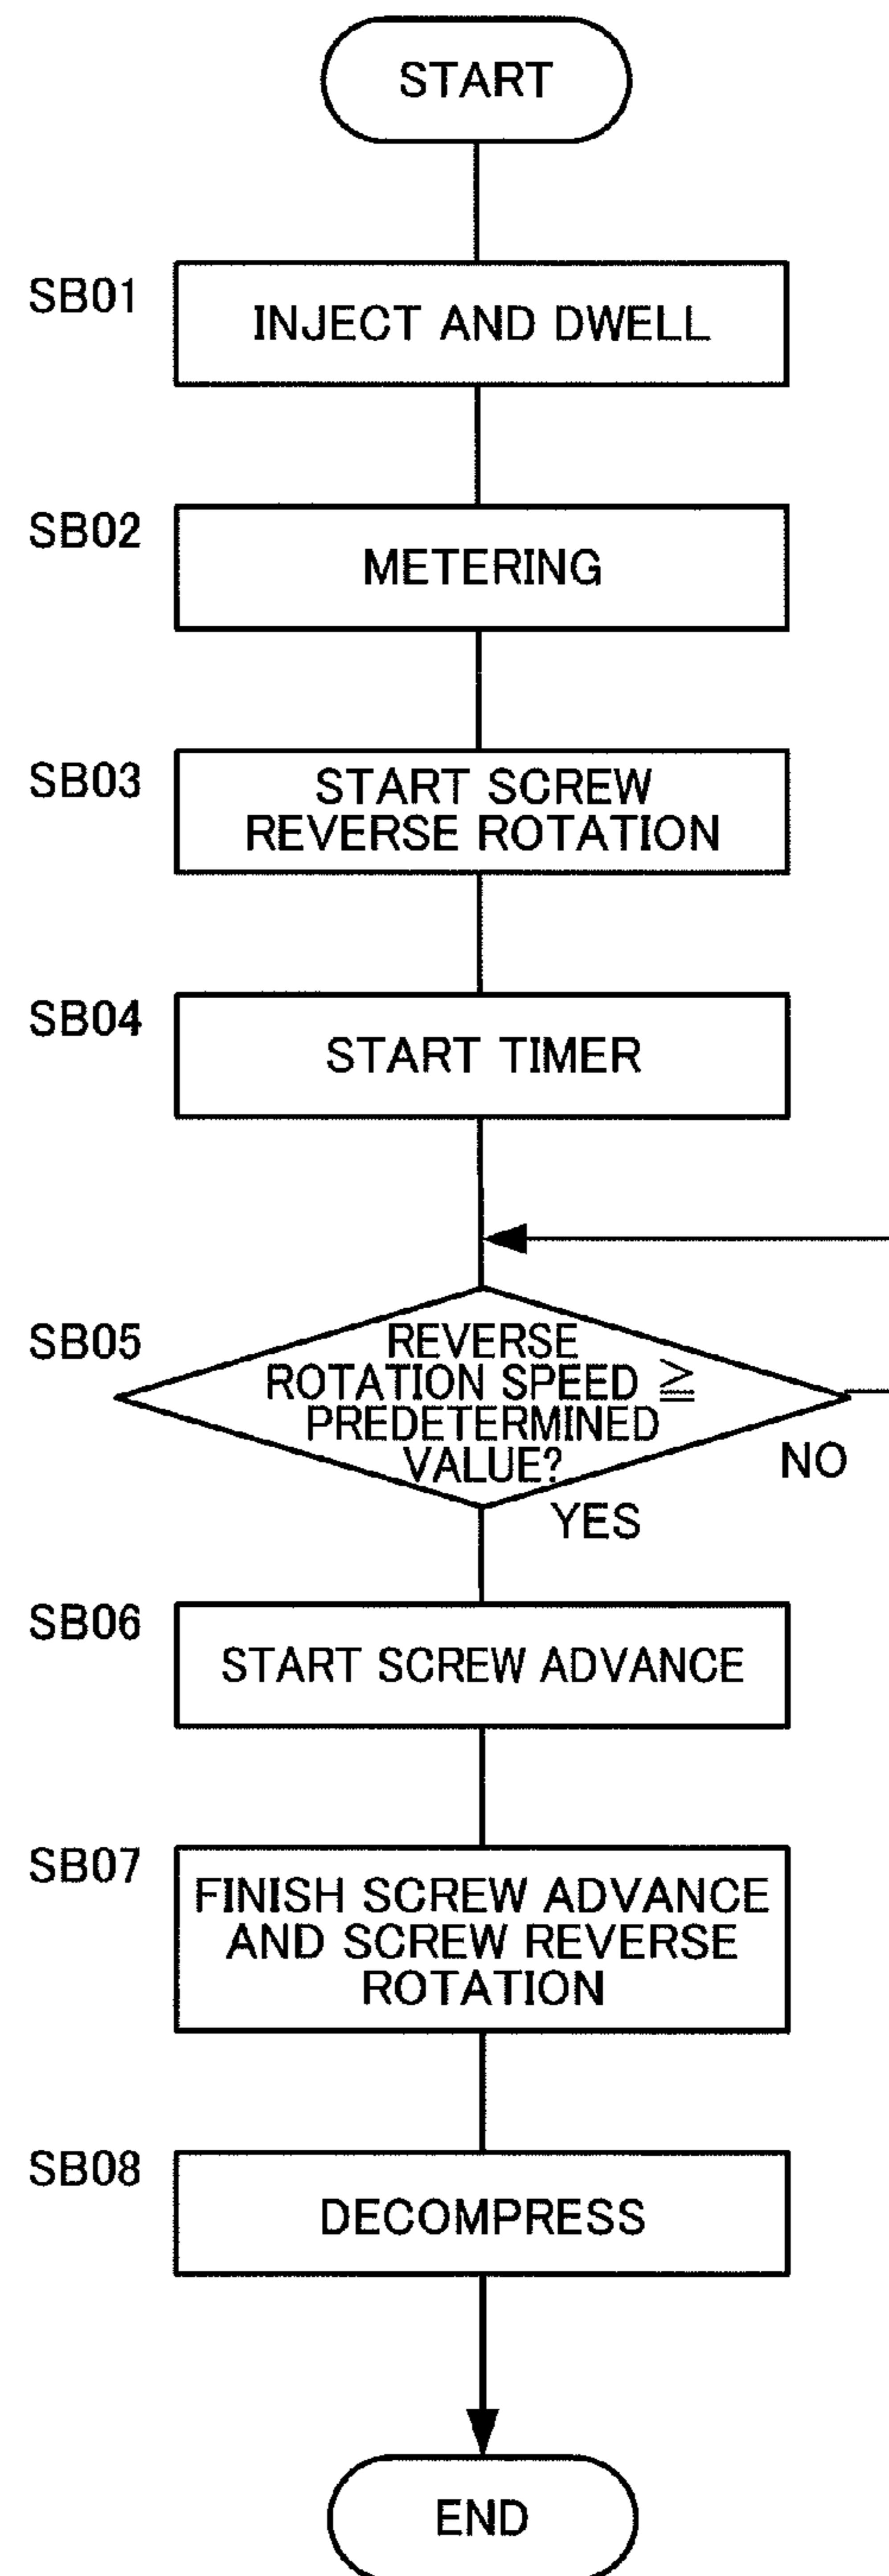 START
SB01
INJECT AND DWELL
SB02
METERING
SB03
START SCREW
REVERSE ROTATION
SB04
START TIMER
SB05
REVERSE
ROTATION SPEED ≧
PREDETERMINED
VALUE?
NO
YES
SB06
START SCREW ADVANCE
SB07
FINISH SCREW ADVANCE
AND SCREW REVERSE
ROTATION
SB08
DECOMPRESS
END